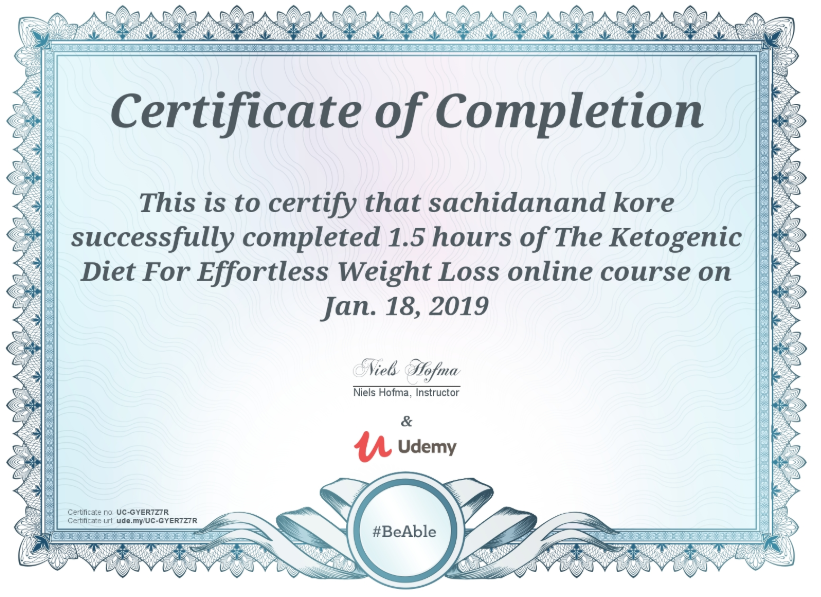 Certificate of Completion
This is to certify that sachidanand kore
successfully completed 1.5 hours of The Ketogenic
Diet For Effortless Weight Loss online course on
Jan. 18, 2019
Niels Hofma
Niels Hofma, Instructor
&
Udemy
#BeAble
Certificate no: UC-GYER7Z7R
Certificate url: ude.my/UC-GYER7Z7R